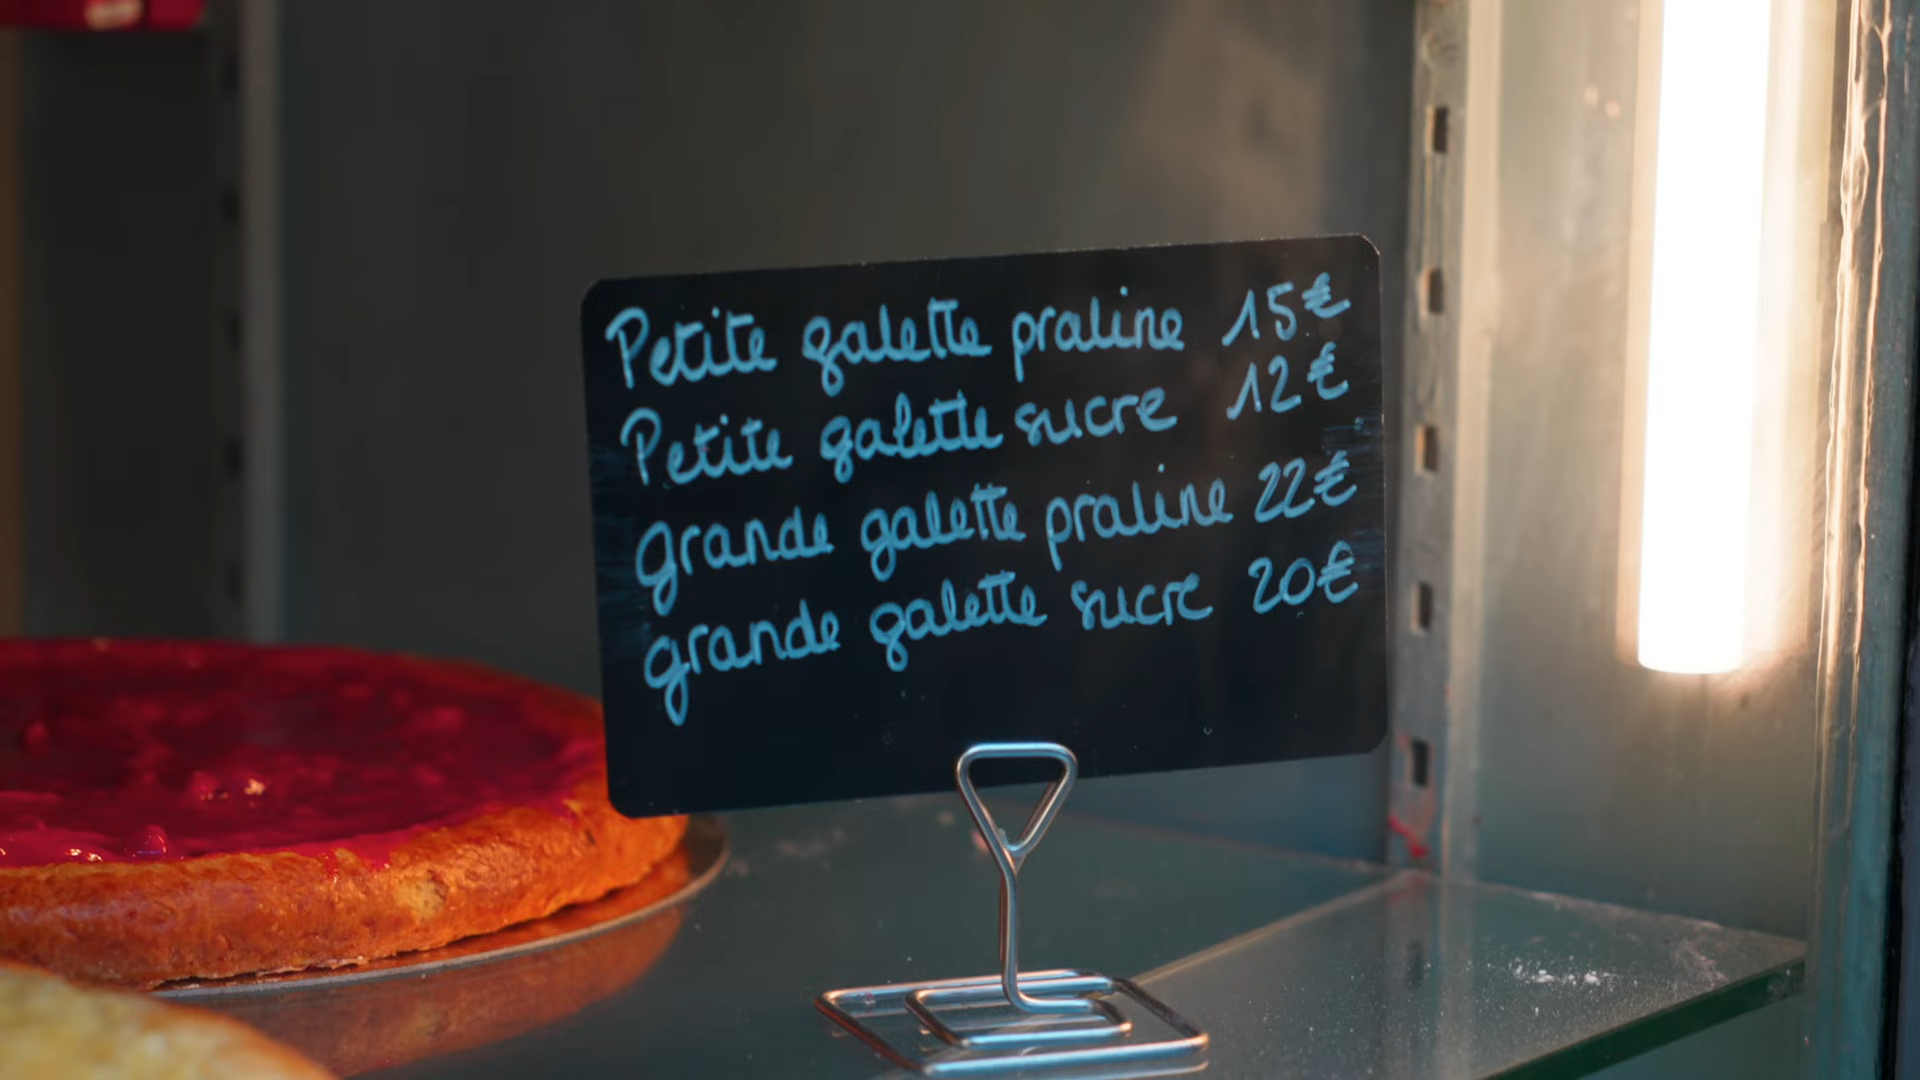 Petite galette praline 15€
Petite galette sucre 12€
grande galette praline 22€
grande galette sucre 20€